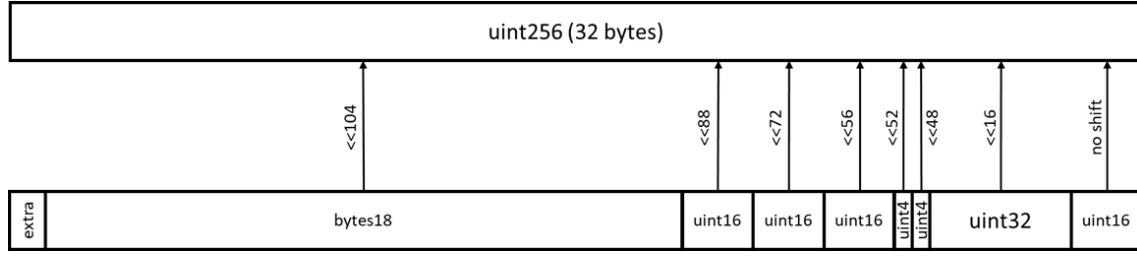 uint256 (32 bytes)
<<104
<<88
<<72
<<56
<<52
<<48
<<16
no shift
extra
bytes18
uint16
uint16
uint16
uint4
uint4
uint32
uint16